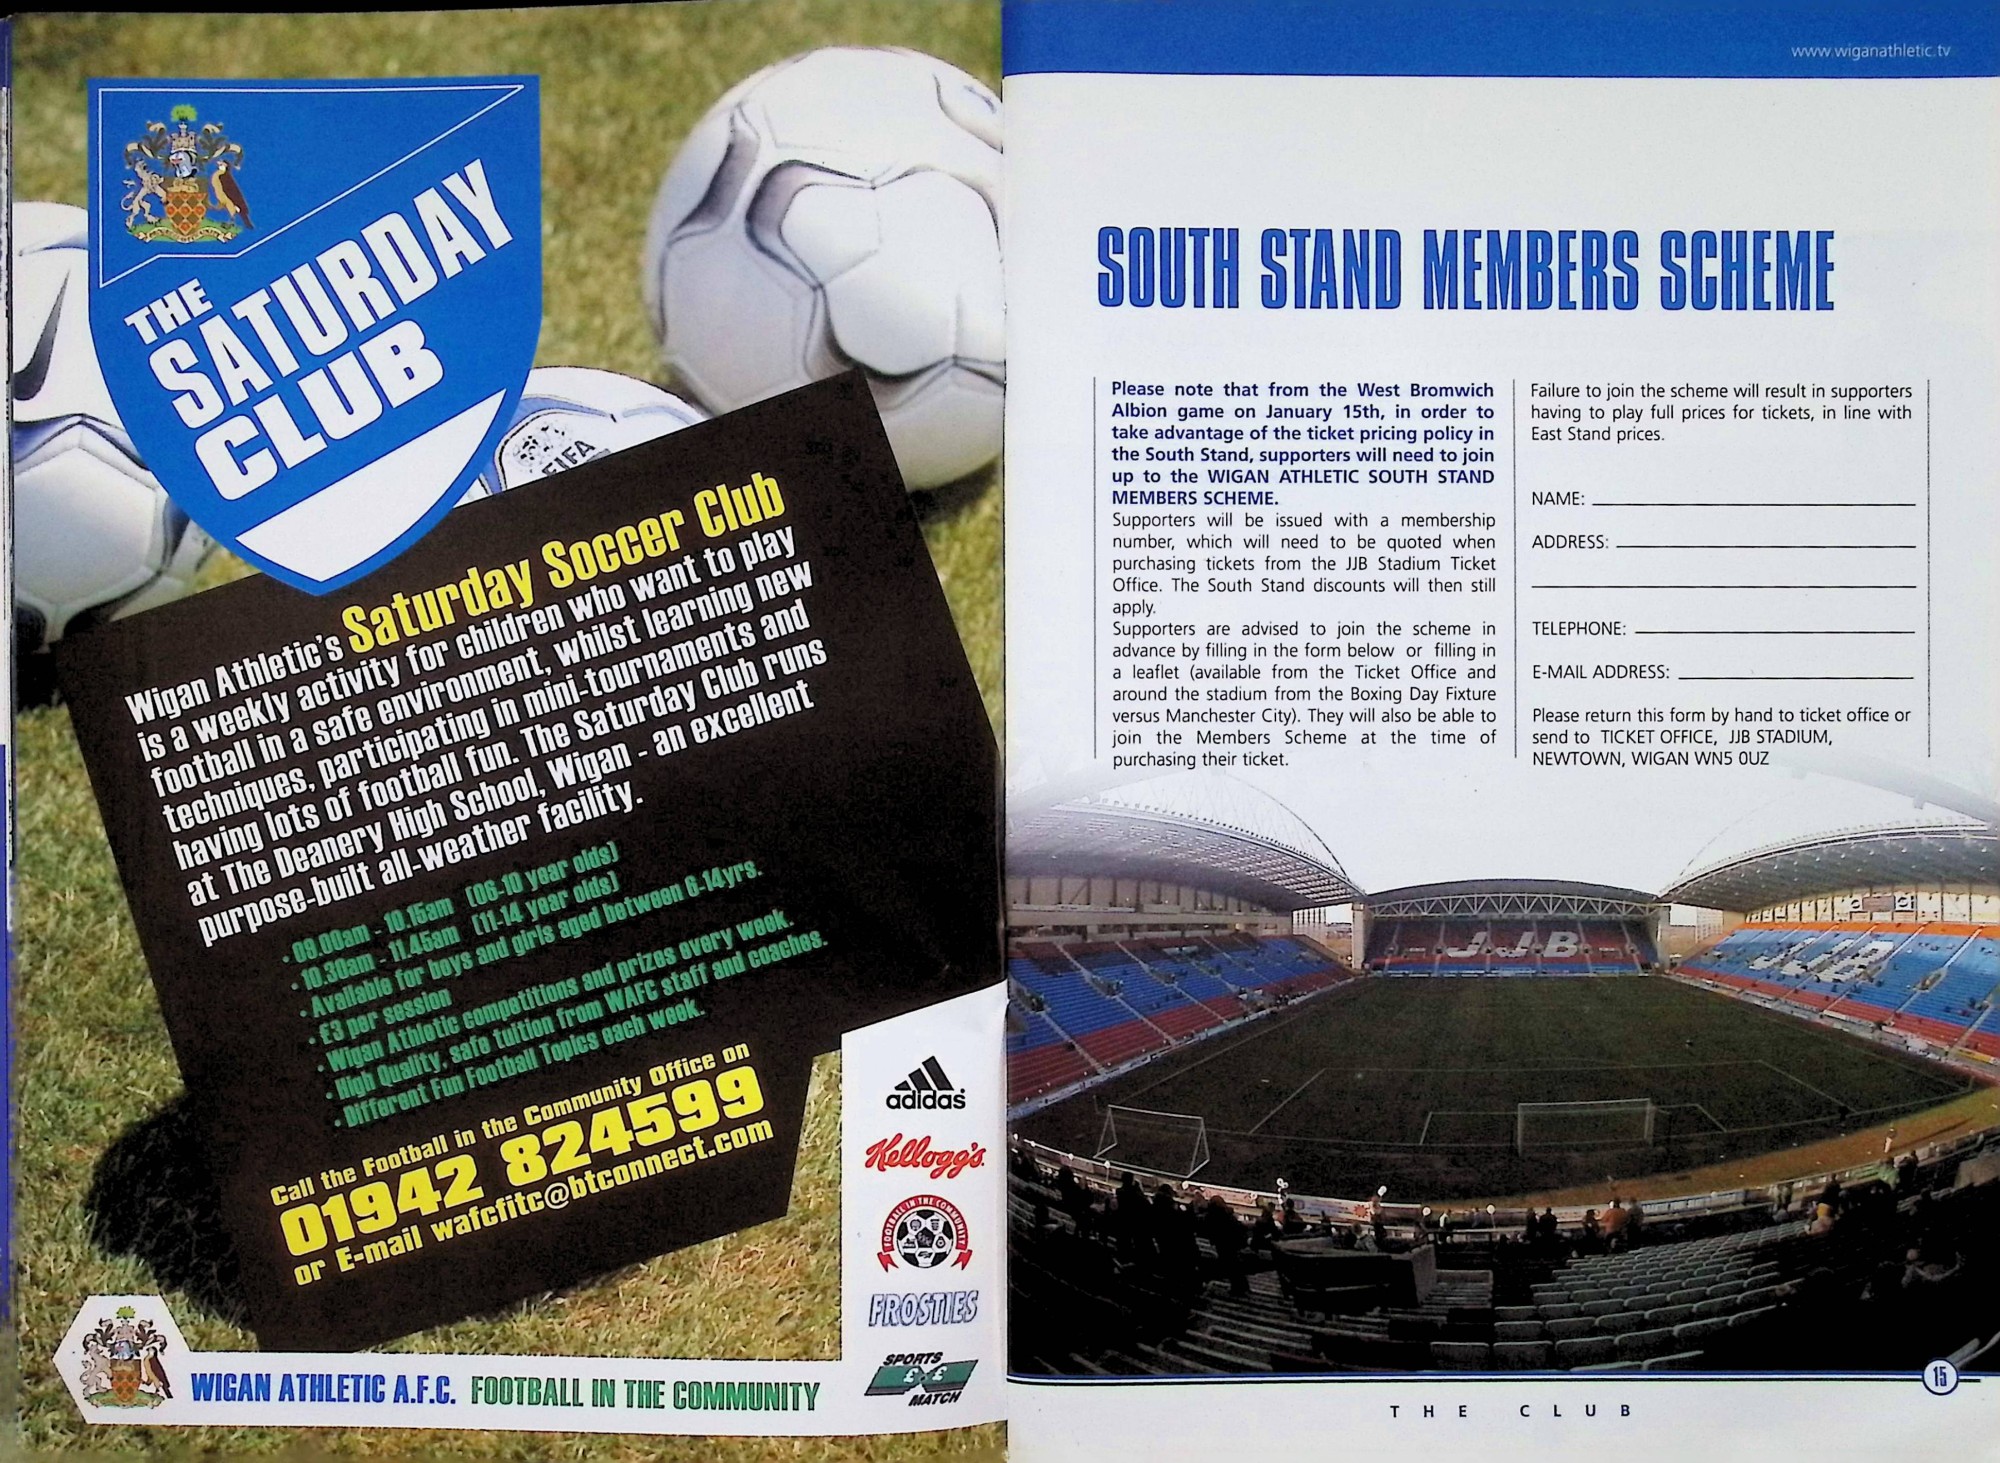 THE
SATURDAY
CLUB
FIFA
Wigan Athletic's Saturday Soccer Club
is a weekly activity for children who want to play
football in a safe environment, whilst learning new
techniques, participating in mini-tournaments and
having lots of football fun. The Saturday Club runs
at The Deanery High School, Wigan - an excellent
purpose-built all-weather facility.
• 09.00am - 10.15am (06-10 year olds)
• 10.30am - 11.45am (11-14 year olds)
• Available for boys and girls aged between 6-14yrs.
• £3 per session
• Wigan Athletic competitions and prizes every week.
• High Quality, safe tuition from WAFC staff and coaches.
• Different Fun Football Topics each week.
Call the Football in the Community Office on
01942 824599
or E-mail wafcfitc@btconnect.com
adidas
Kellogg's
FOOTBALL IN THE COMMUNITY
FROSTIES
SPORTS
££
MATCH
WIGAN ATHLETIC A.F.C. FOOTBALL IN THE COMMUNITY
www.wiganathletic.tv
SOUTH STAND MEMBERS SCHEME
Please note that from the West Bromwich
Albion game on January 15th, in order to
take advantage of the ticket pricing policy in
the South Stand, supporters will need to join
up to the WIGAN ATHLETIC SOUTH STAND
MEMBERS SCHEME.
Supporters will be issued with a membership
number, which will need to be quoted when
purchasing tickets from the JJB Stadium Ticket
Office. The South Stand discounts will then still
apply.
Supporters are advised to join the scheme in
advance by filling in the form below or filling in
a leaflet (available from the Ticket Office and
around the stadium from the Boxing Day Fixture
versus Manchester City). They will also be able to
join the Members Scheme at the time of
purchasing their ticket.
Failure to join the scheme will result in supporters
having to play full prices for tickets, in line with
East Stand prices.
NAME:
ADDRESS:
TELEPHONE:
E-MAIL ADDRESS:
Please return this form by hand to ticket office or
send to TICKET OFFICE, JJB STADIUM,
NEWTOWN, WIGAN WN5 0UZ
JJB
JJB
15
THE CLUB